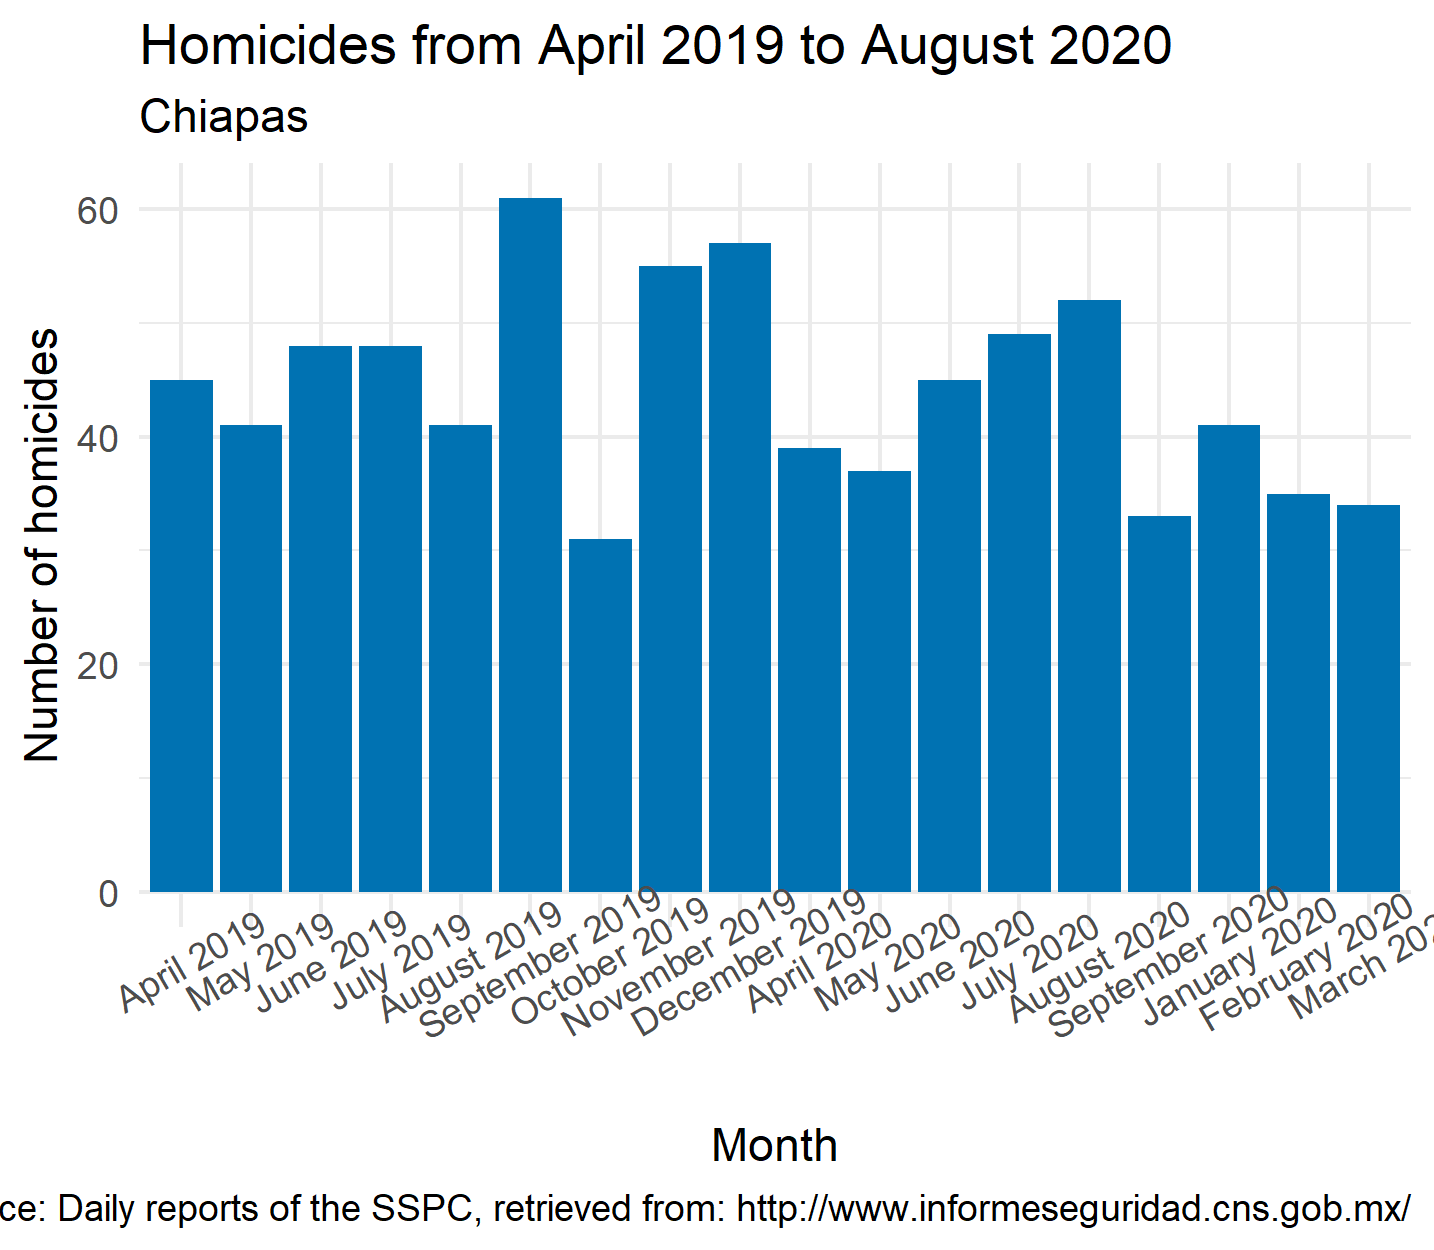 Homicides from April 2019 to August 2020
Chiapas
Number of homicides
60
40
20
0
April 2019
May 2019
June 2019
July 2019
August 2019
September 2019
October 2019
November 2019
December 2019
April 2020
May 2020
June 2020
July 2020
August 2020
September 2020
January 2020
February 2020
March 202
Month
ce: Daily reports of the SSPC, retrieved from: http://www.informeseguridad.cns.gob.mx/